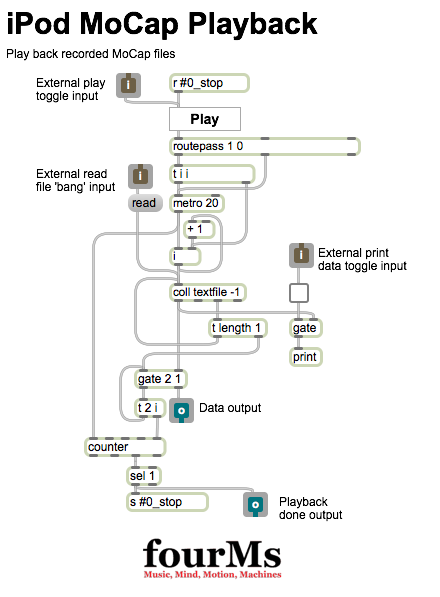 iPod MoCap Playback
Play back recorded MoCap files
External play
toggle input
i
r #0_stop
Play
routepass 1 0
External read
file 'bang' input
i
t i i
read
metro 20
+ 1
i
External print
data toggle input
i
coll textfile -1
t length 1
gate
print
gate 2 1
t 2 i
Data output
counter
sel 1
s #0_stop
Playback
done output
fourMs
Music, Mind, Motion, Machines